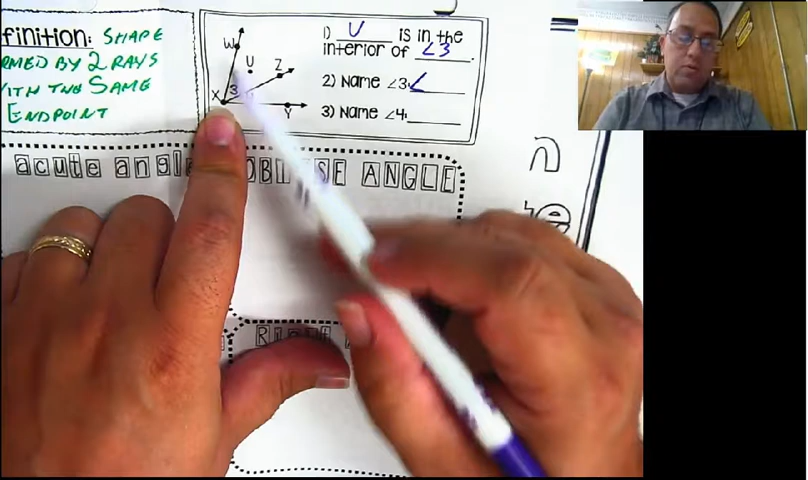 finition: SHAPE
RMED BY 2 RAYS
WITH THE SAME
ENDPOINT
W
U
Z
X
3
Y
1) U is in the
interior of ∠3
2) Name ∠3. ∠
3) Name ∠4.
acute angle
OBTUSE ANGLE